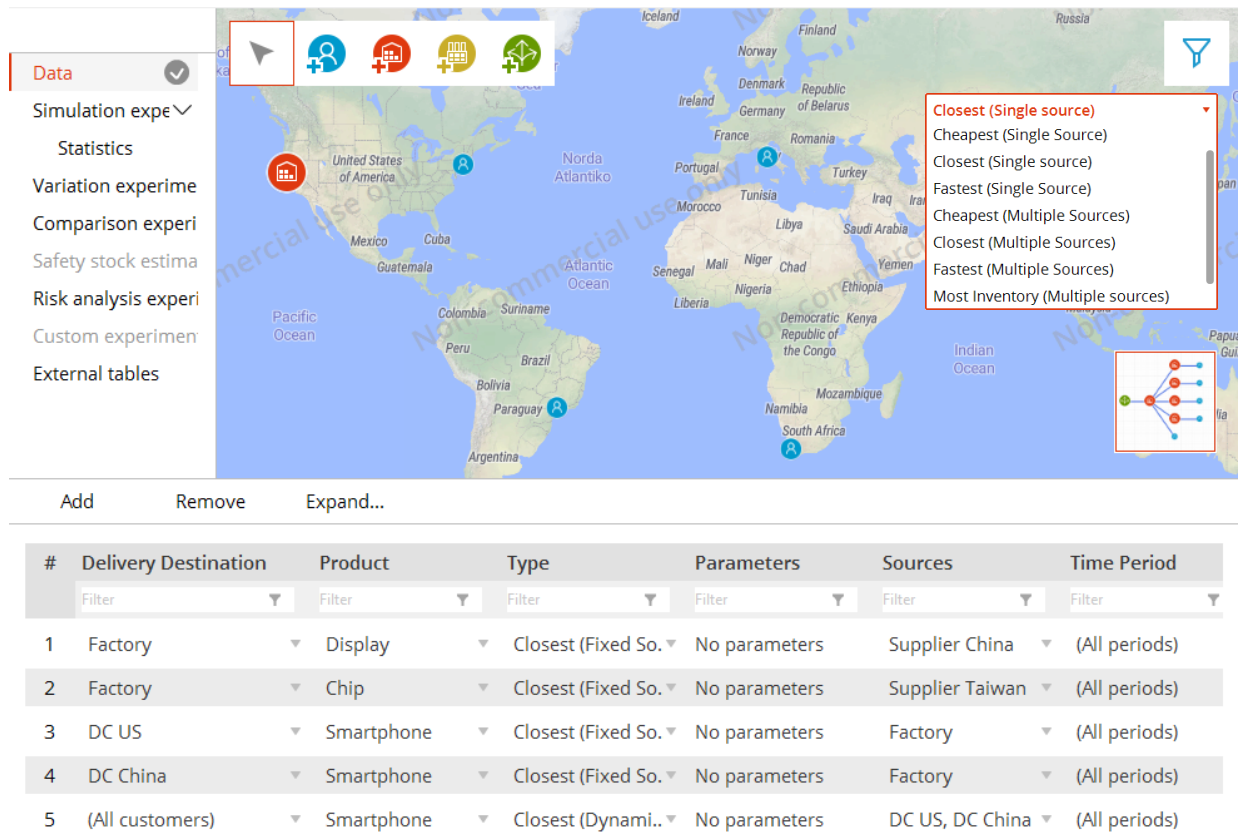 Data
Simulation expe
Statistics
Variation experime
Comparison experi
Safety stock estima
Risk analysis experi
Custom experimen
External tables
Iceland
Russia
Finland
Norway
Denmark
Republic
of Belarus
Ireland
Germany
France
Romania
Portugal
Turkey
Tunisia
Morocco
Iraq
Iran
Libya
Saudi Arabia
United States
of America
Norda
Atlantiko
Mexico
Cuba
Guatemala
Atlantic
Ocean
Senegal
Mali
Niger
Chad
Yemen
Nigeria
Ethiopia
Liberia
Colombia
Suriname
Democratic
Republic of
the Congo
Kenya
Pacific
Ocean
Peru
Brazil
Bolivia
Indian
Ocean
Papua
Gui
Malaysia
Paraguay
Mozambique
Namibia
South Africa
Argentina
Non-commercial use only
Closest (Single source)
Cheapest (Single Source)
Closest (Single source)
Fastest (Single Source)
Cheapest (Multiple Sources)
Closest (Multiple Sources)
Fastest (Multiple Sources)
Most Inventory (Multiple sources)
Add Remove Expand...
# Delivery Destination Product Type Parameters Sources Time Period
Filter Filter Filter Filter Filter Filter
1 Factory Display Closest (Fixed So. No parameters Supplier China (All periods)
2 Factory Chip Closest (Fixed So. No parameters Supplier Taiwan (All periods)
3 DC US Smartphone Closest (Fixed So. No parameters Factory (All periods)
4 DC China Smartphone Closest (Fixed So. No parameters Factory (All periods)
5 (All customers) Smartphone Closest (Dynami.. No parameters DC US, DC China (All periods)